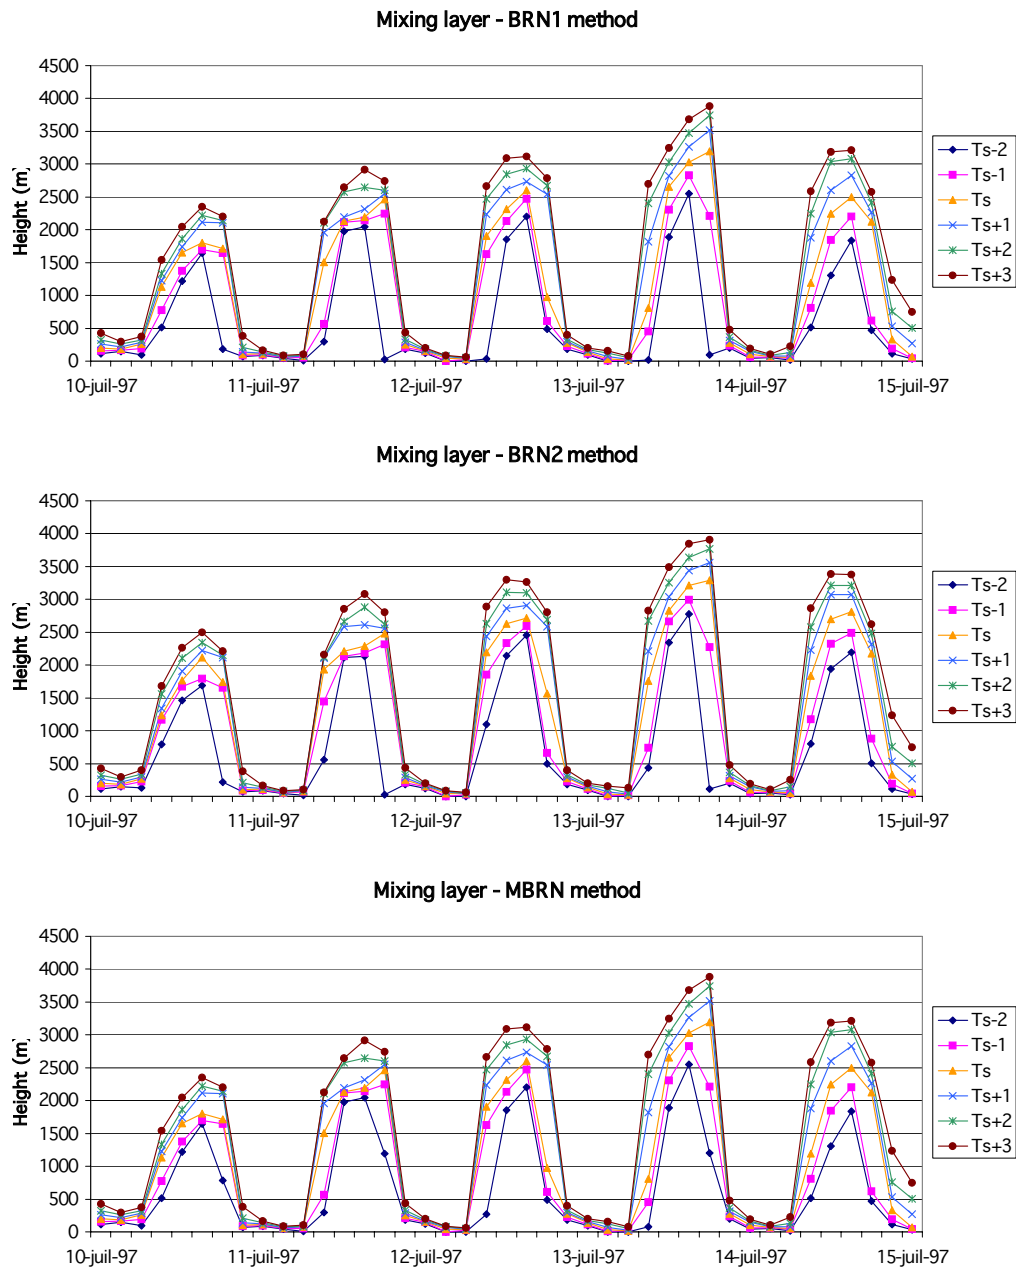 Mixing layer - BRN1 method
4500
4000
3500
3000
2500
2000
1500
1000
500
0
Height (m)
10-juil-97
11-juil-97
12-juil-97
13-juil-97
14-juil-97
15-juil-97
Ts-2
Ts-1
Ts
Ts+1
Ts+2
Ts+3
Mixing layer - BRN2 method
4500
4000
3500
3000
2500
2000
1500
1000
500
0
Height (m)
10-juil-97
11-juil-97
12-juil-97
13-juil-97
14-juil-97
15-juil-97
Ts-2
Ts-1
Ts
Ts+1
Ts+2
Ts+3
Mixing layer - MBRN method
4500
4000
3500
3000
2500
2000
1500
1000
500
0
Height (m)
10-juil-97
11-juil-97
12-juil-97
13-juil-97
14-juil-97
15-juil-97
Ts-2
Ts-1
Ts
Ts+1
Ts+2
Ts+3